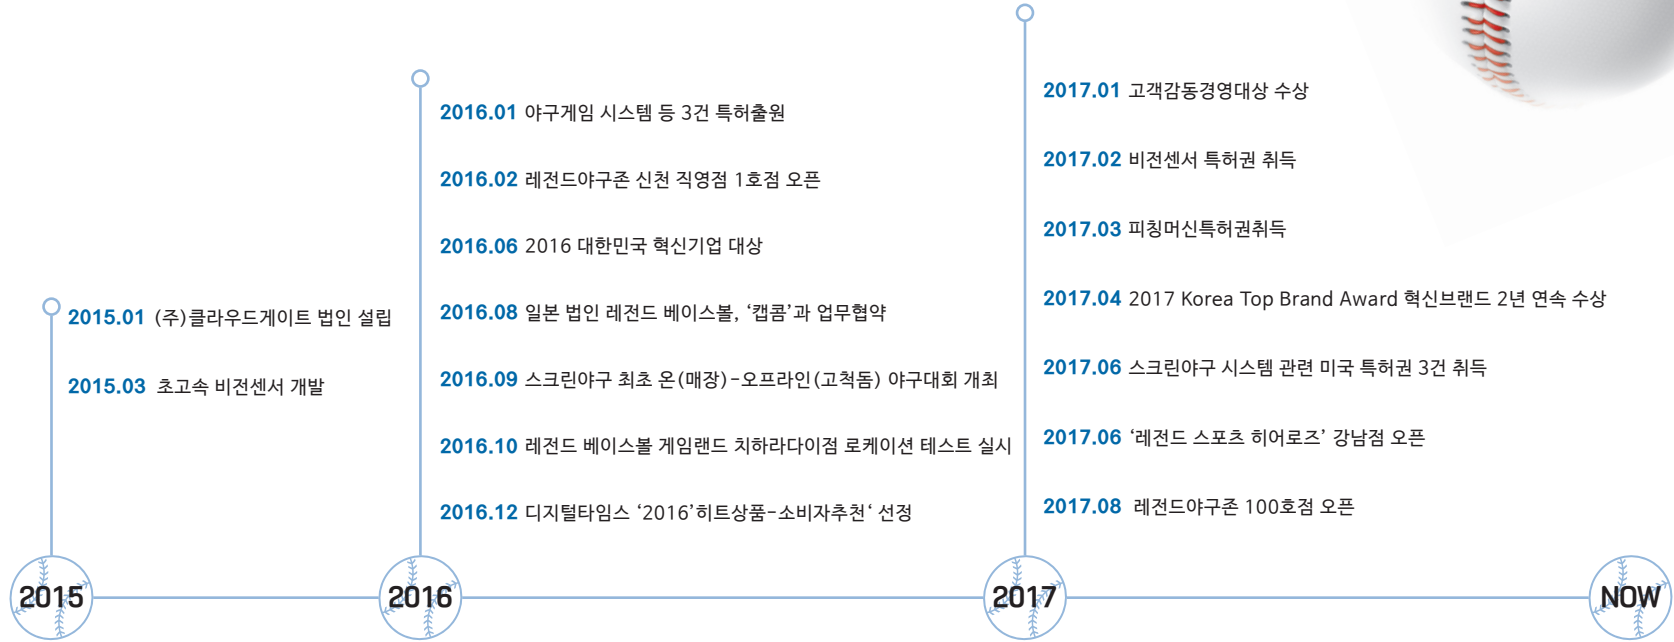 2015.01 (주)클라우드게이트 법인 설립
2015.03 초고속 비전센서 개발
2015
2016.01 야구게임 시스템 등 3건 특허출원
2016.02 레전드야구존 신천 직영점 1호점 오픈
2016.06 2016 대한민국 혁신기업 대상
2016.08 일본 법인 레전드 베이스볼, ‘캡콤’과 업무협약
2016.09 스크린야구 최초 온(매장)-오프라인(고척돔) 야구대회 개최
2016.10 레전드 베이스볼 게임랜드 치하라다이점 로케이션 테스트 실시
2016.12 디지털타임스 ‘2016’히트상품-소비자추천‘ 선정
2016
2017.01 고객감동경영대상 수상
2017.02 비전센서 특허권 취득
2017.03 피칭머신특허권취득
2017.04 2017 Korea Top Brand Award 혁신브랜드 2년 연속 수상
2017.06 스크린야구 시스템 관련 미국 특허권 3건 취득
2017.06 ‘레전드 스포츠 히어로즈’ 강남점 오픈
2017.08 레전드야구존 100호점 오픈
2017
NOW